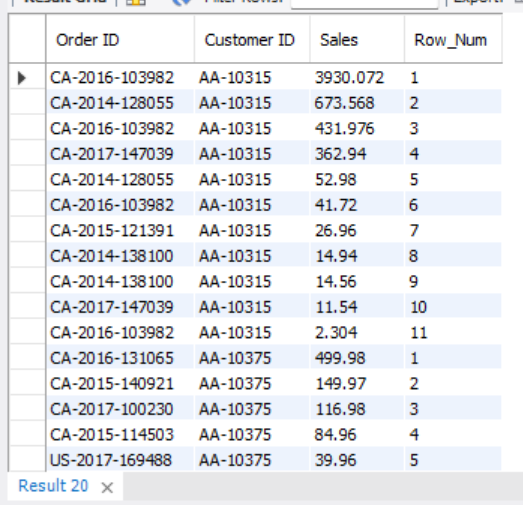 Result Grid Filter Rows: Export:
Order ID Customer ID Sales Row_Num
CA-2016-103982 AA-10315 3930.072 1
CA-2014-128055 AA-10315 673.568 2
CA-2016-103982 AA-10315 431.976 3
CA-2017-147039 AA-10315 362.94 4
CA-2014-128055 AA-10315 52.98 5
CA-2016-103982 AA-10315 41.72 6
CA-2015-121391 AA-10315 26.96 7
CA-2014-138100 AA-10315 14.94 8
CA-2014-138100 AA-10315 14.56 9
CA-2017-147039 AA-10315 11.54 10
CA-2016-103982 AA-10315 2.304 11
CA-2016-131065 AA-10375 499.98 1
CA-2015-140921 AA-10375 149.97 2
CA-2017-100230 AA-10375 116.98 3
CA-2015-114503 AA-10375 84.96 4
US-2017-169488 AA-10375 39.96 5
Result 20